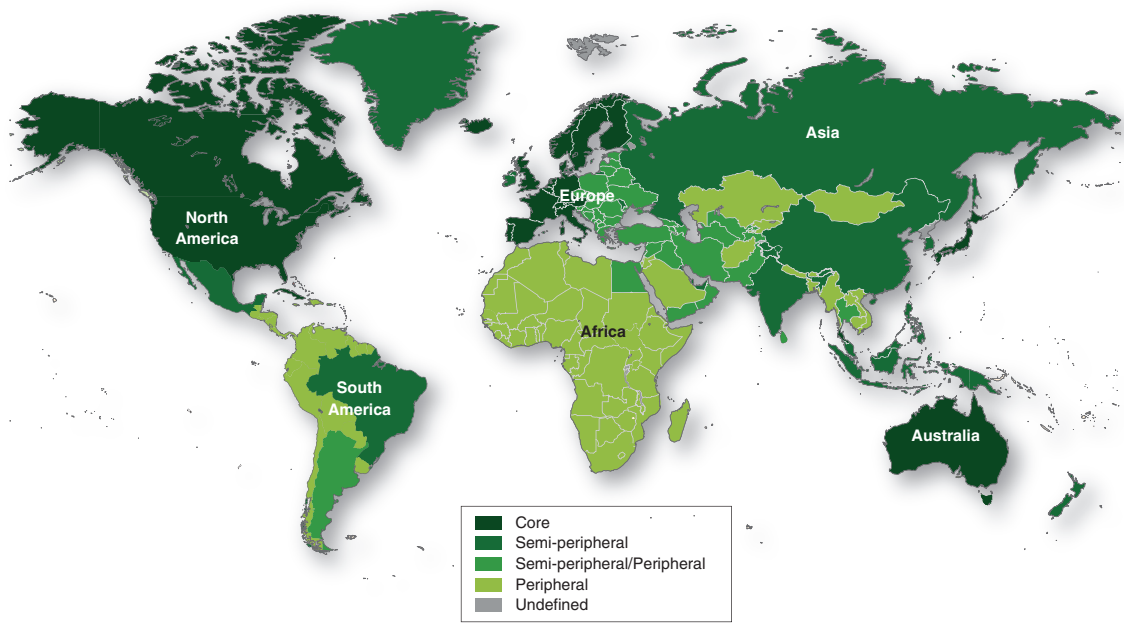 Asia
Europe
North
America
Africa
South
America
Australia
Core
Semi-peripheral
Semi-peripheral/Peripheral
Peripheral
Undefined